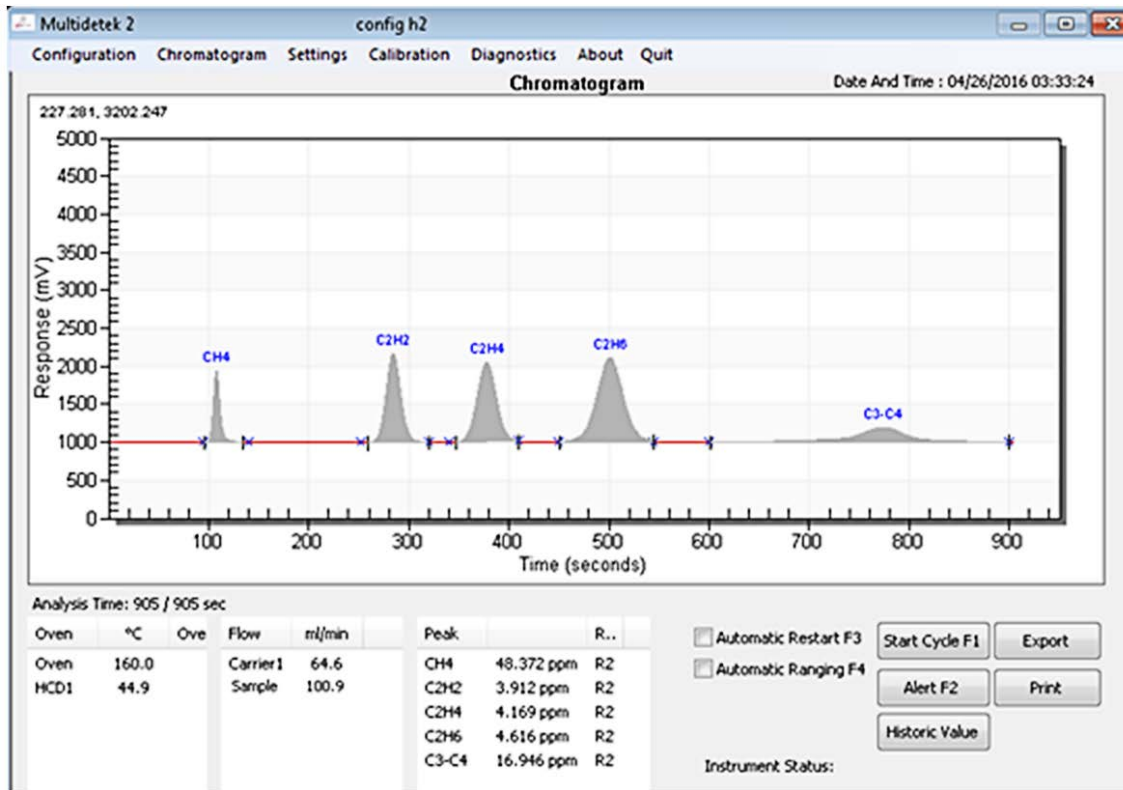 Multidetek 2 config h2
Configuration Chromatogram Settings Calibration Diagnostics About Quit
Chromatogram
Date And Time : 04/26/2016 03:33:24
227.281, 3202.247
5000
4500
4000
3500
3000
2500
2000
1500
1000
500
0
Response (mV)
CH4
C2H2
C2H4
C2H6
C3-C4
100 200 300 400 500 600 700 800 900
Time (seconds)
Analysis Time: 905 / 905 sec
Oven °C Ove
Oven 160.0
HCD1 44.9
Flow ml/min
Carrier1 64.6
Sample 100.9
Peak R..
CH4 48.372 ppm R2
C2H2 3.912 ppm R2
C2H4 4.169 ppm R2
C2H6 4.616 ppm R2
C3-C4 16.946 ppm R2
Automatic Restart F3
Automatic Ranging F4
Start Cycle F1 Export
Alert F2 Print
Historic Value
Instrument Status: